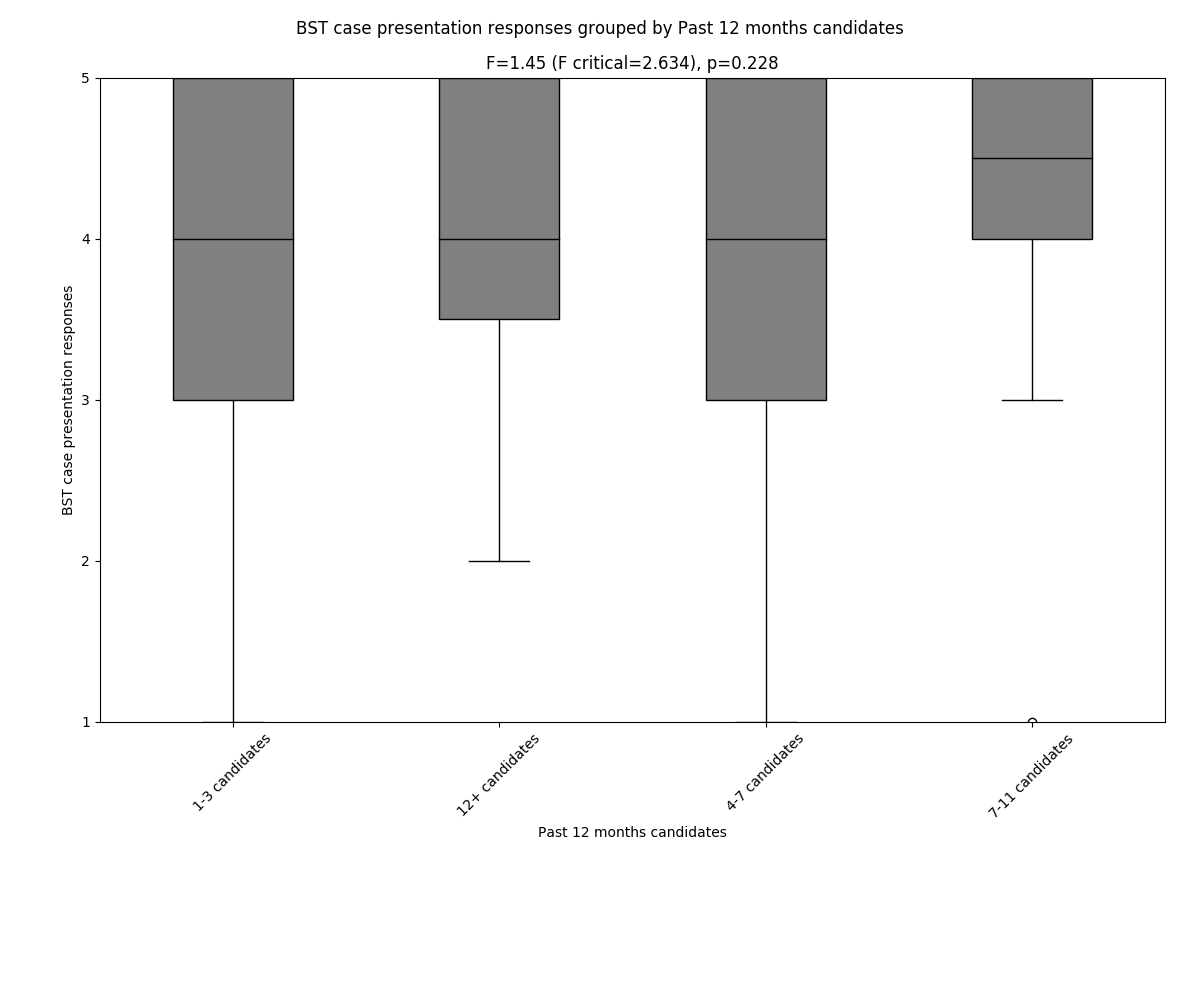 BST case presentation responses grouped by Past 12 months candidates
F=1.45 (F critical=2.634), p=0.228
BST case presentation responses
5
4
3
2
1
1-3 candidates
12+ candidates
4-7 candidates
7-11 candidates
Past 12 months candidates